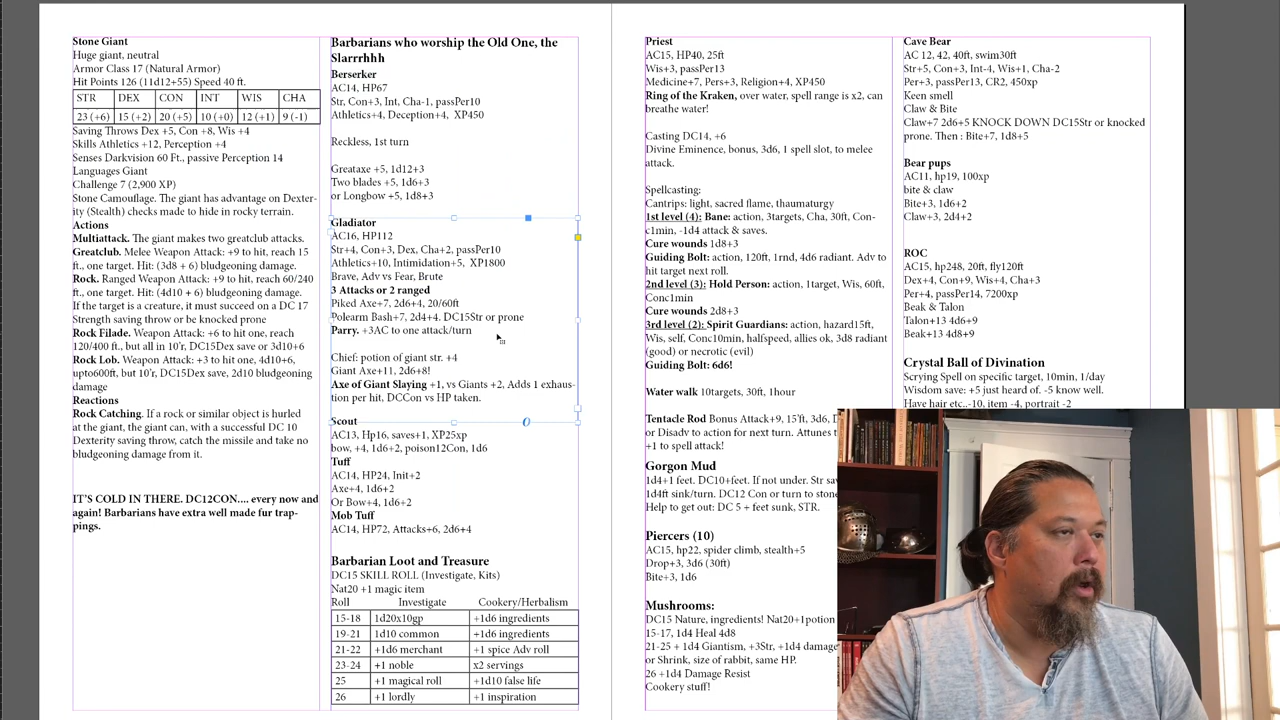 Stone Giant
Huge giant, neutral
Armor Class 17 (Natural Armor)
Hit Points 126 (11d12+55) Speed 40 ft.
STR DEX CON INT WIS CHA
23 (+6) 15 (+2) 20 (+5) 10 (+0) 12 (+1) 9 (-1)
Saving Throws Dex +5, Con +8, Wis +4
Skills Athletics +12, Perception +4
Senses Darkvision 60 Ft., passive Perception 14
Languages Giant
Challenge 7 (2,900 XP)
Stone Camouflage. The giant has advantage on Dexter-
ity (Stealth) checks made to hide in rocky terrain.
Actions
Multiattack. The giant makes two greatclub attacks.
Greatclub. Melee Weapon Attack: +9 to hit, reach 15
ft., one target. Hit: (3d8 + 6) bludgeoning damage.
Rock. Ranged Weapon Attack: +9 to hit, reach 60/240
ft., one target. Hit: (4d10 + 6) bludgeoning damage.
If the target is a creature, it must succeed on a DC 17
Strength saving throw or be knocked prone
Rock Filade. Weapon Attack: +6 to hit one, reach
120/400 ft., but all in 10'r, DC15Dex save or 3d10+6
Rock Lob. Weapon Attack: +3 to hit one, 4d10+6,
upto600ft, but 10'r, DC15Dex save, 2d10 bludgeoning
damage
Reactions
Rock Catching. If a rock or similar object is hurled
at the giant, the giant can, with a successful DC 10
Dexterity saving throw, catch the missile and take no
bludgeoning damage from it.
IT'S COLD IN THERE. DC12CON.... every now and
again! Barbarians have extra well made fur trap-
pings.
Barbarians who worship the Old One, the
Slarrrhhh
Berserker
AC14, HP67
Str, Con+3, Int, Cha-1, passPer10
Athletics+4, Deception+4, XP450
Reckless, 1st turn
Greataxe +5, 1d12+3
Two blades +5, 1d6+3
or Longbow +5, 1d8+3
Gladiator
AC16, HP112
Str+4, Con+3, Dex, Cha+2, passPer10
Athletics+10, Intimidation+5, XP1800
Brave, Adv vs Fear, Brute
3 Attacks or 2 ranged
Piked Axe+7, 2d6+4, 20/60ft
Polearm Bash+7, 2d4+4. DC15Str or prone
Parry. +3AC to one attack/turn
Chief: potion of giant str. +4
Giant Axe+11, 2d6+8!
Axe of Giant Slaying +1, vs Giants +2, Adds 1 exhaus-
tion per hit, DCCon vs HP taken.
Scout
AC13, Hp16, saves+1, XP25xp
bow, +4, 1d6+2, poison12Con, 1d6
Tuff
AC14, HP24, Init+2
Axe+4, 1d6+2
Or Bow+4, 1d6+2
Mob Tuff
AC14, HP72, Attacks+6, 2d6+4
Barbarian Loot and Treasure
DC15 SKILL ROLL (Investigate, Kits)
Nat20 +1 magic item
Roll Investigate Cookery/Herbalism
15-18 1d20x10gp +1d6 ingredients
19-21 1d10 common +1d6 ingredients
21-22 +1d6 merchant +1 spice Adv roll
23-24 +1 noble x2 servings
25 +1 magical roll +1d10 false life
26 +1 lordly +1 inspiration
Priest
AC15, HP40, 25ft
Wis+3, passPer13
Medicine+7, Pers+3, Religion+4, XP450
Ring of the Kraken, over water, spell range is x2, can
breathe water!
Casting DC14, +6
Divine Eminence, bonus, 3d6, 1 spell slot, to melee
attack.
Spellcasting:
Cantrips: light, sacred flame, thaumaturgy
1st level (4): Bane: action, 3targets, Cha, 30ft, Con-
c1min, -1d4 attack & saves.
Cure wounds 1d8+3
Guiding Bolt: action, 120ft, 1rnd, 4d6 radiant. Adv to
hit target next roll.
2nd level (3): Hold Person: action, 1target, Wis, 60ft,
Conc1min
Cure wounds 2d8+3
3rd level (2): Spirit Guardians: action, hazard15ft,
Wis, self, Conc10min, halfspeed, allies ok, 3d8 radiant
(good) or necrotic (evil)
Guiding Bolt: 6d6!
Water walk 10targets, 30ft, 1hour
Tentacle Rod Bonus Attack+9, 15'ft, 3d6, D
or Disadv to action for next turn. Attunes t
+1 to spell attack!
Gorgon Mud
1d4+1 feet. DC10+feet. If not under. Str sa
1d4ft sink/turn. DC12 Con or turn to stone
Help to get out: DC 5 + feet sunk, STR.
Piercers (10)
AC15, hp22, spider climb, stealth+5
Drop+3, 3d6 (30ft)
Bite+3, 1d6
Mushrooms:
DC15 Nature, ingredients! Nat20+1potion
15-17, 1d4 Heal 4d8
21-25 + 1d4 Giantism, +3Str, +1d4 damage
or Shrink, size of rabbit, same HP.
26 +1d4 Damage Resist
Cookery stuff!
Cave Bear
AC 12, 42, 40ft, swim30ft
Str+5, Con+3, Int-4, Wis+1, Cha-2
Per+3, passPer13, CR2, 450xp
Keen smell
Claw & Bite
Claw+7 2d6+5 KNOCK DOWN DC15Str or knocked
prone. Then : Bite+7, 1d8+5
Bear pups
AC11, hp19, 100xp
bite & claw
Bite+3, 1d6+2
Claw+3, 2d4+2
ROC
AC15, hp248, 20ft, fly120ft
Dex+4, Con+9, Wis+4, Cha+3
Per+4, passPer14, 7200xp
Beak & Talon
Talon+13 4d6+9
Beak+13 4d8+9
Crystal Ball of Divination
Scrying Spell on specific target, 10min, 1/day
Wisdom save: +5 just heard of. -5 know well.
Have hair etc..-10, item -4, portrait -2